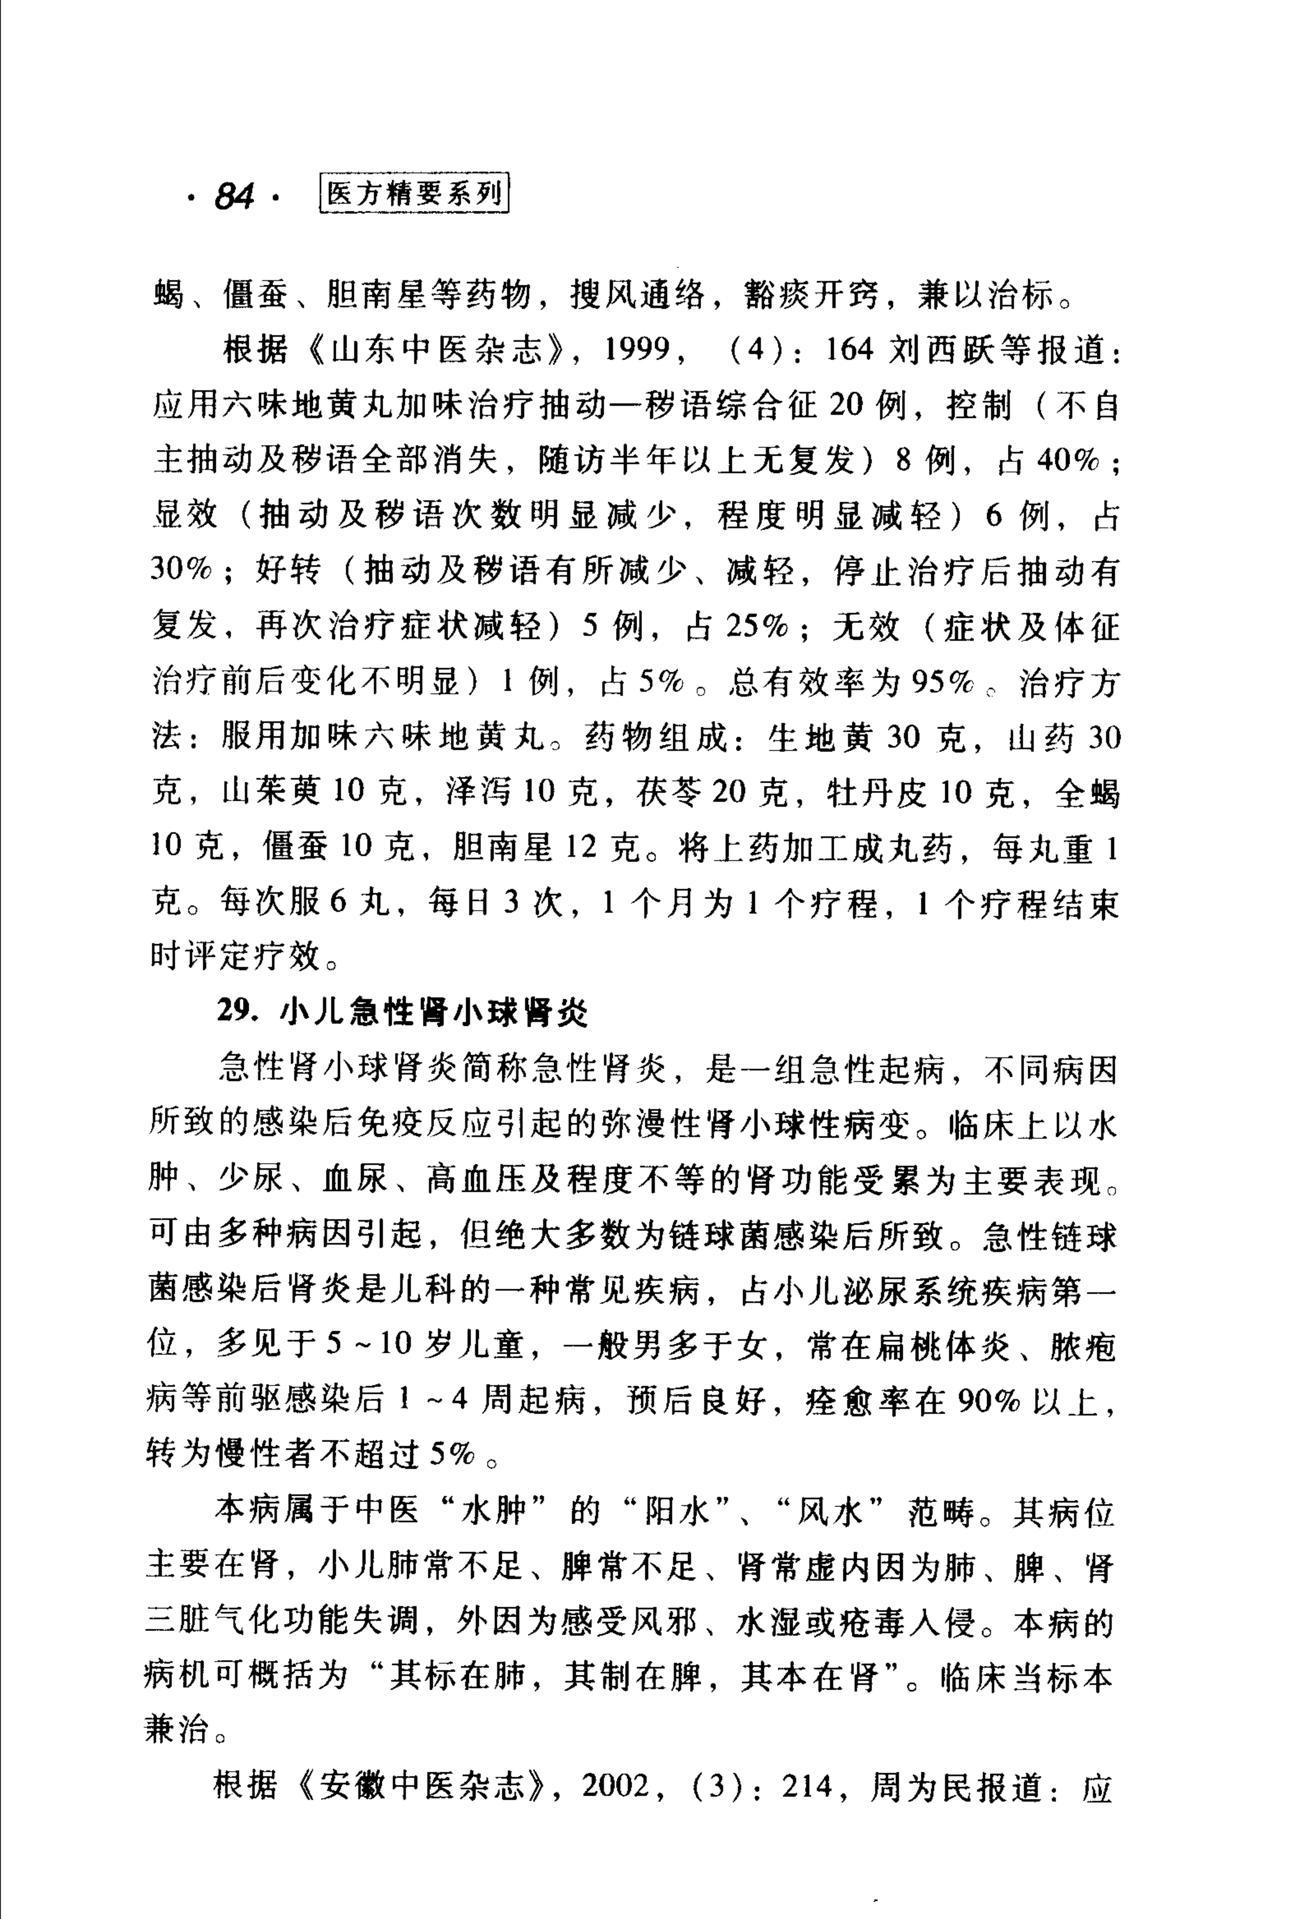 · 84 · 医方精要系列
蝎、僵蚕、胆南星等药物，搜风通络，豁痰开窍，兼以治标。
根据《山东中医杂志》，1999，（4）：164 刘西跃等报道：
应用六味地黄丸加味治疗抽动—秽语综合征 20 例，控制（不自
主抽动及秽语全部消失，随访半年以上无复发）8 例，占 40%；
显效（抽动及秽语次数明显减少，程度明显减轻）6 例，占
30%；好转（抽动及秽语有所减少、减轻，停止治疗后抽动有
复发，再次治疗症状减轻）5 例，占 25%；无效（症状及体征
治疗前后变化不明显）1 例，占 5%。总有效率为 95%。治疗方
法：服用加味六味地黄丸。药物组成：生地黄 30 克，山药 30
克，山茱萸 10 克，泽泻 10 克，茯苓 20 克，牡丹皮 10 克，全蝎
10 克，僵蚕 10 克，胆南星 12 克。将上药加工成丸药，每丸重 1
克。每次服 6 丸，每日 3 次，1 个月为 1 个疗程，1 个疗程结束
时评定疗效。
29. 小儿急性肾小球肾炎
急性肾小球肾炎简称急性肾炎，是一组急性起病，不同病因
所致的感染后免疫反应引起的弥漫性肾小球性病变。临床上以水
肿、少尿、血尿、高血压及程度不等的肾功能受累为主要表现。
可由多种病因引起，但绝大多数为链球菌感染后所致。急性链球
菌感染后肾炎是儿科的一种常见疾病，占小儿泌尿系统疾病第一
位，多见于 5～10 岁儿童，一般男多于女，常在扁桃体炎、脓疱
病等前驱感染后 1～4 周起病，预后良好，痊愈率在 90% 以上，
转为慢性者不超过 5%。
本病属于中医“水肿”的“阳水”、“风水”范畴。其病位
主要在肾，小儿肺常不足、脾常不足、肾常虚内因为肺、脾、肾
三脏气化功能失调，外因为感受风邪、水湿或疮毒入侵。本病的
病机可概括为“其标在肺，其制在脾，其本在肾”。临床当标本
兼治。
根据《安徽中医杂志》，2002，（3）：214，周为民报道：应